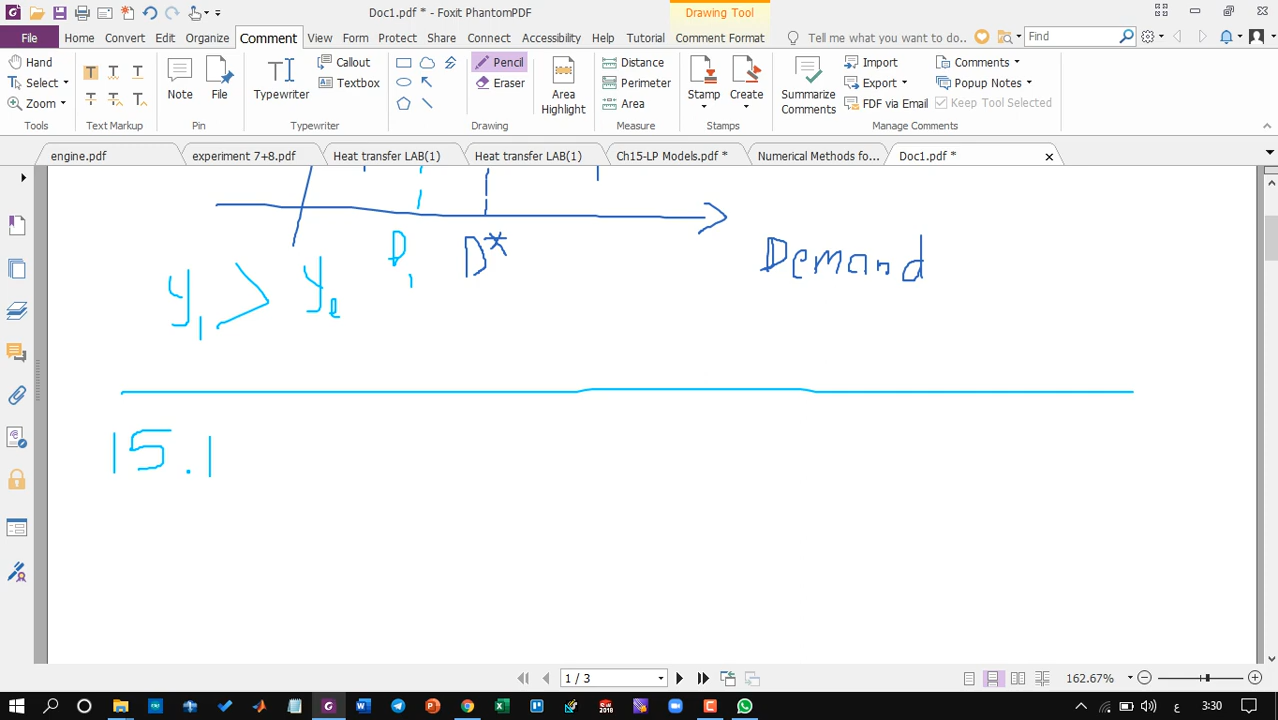 Doc1.pdf * - Foxit PhantomPDF
Drawing Tool
File Home Convert Edit Organize Comment View Form Protect Share Connect Accessibility Help Tutorial Comment Format Tell me what you want to do.. Find
Hand
Select
Zoom
Tools
Text Markup
Note
File
Pin
Typewriter
Callout
Textbox
Typewriter
Pencil
Eraser
Drawing
Area Highlight
Distance
Perimeter
Area
Measure
Stamp
Create
Stamps
Summarize Comments
Import
Export
FDF via Email
Comments
Popup Notes
Keep Tool Selected
Manage Comments
engine.pdf experiment 7+8.pdf Heat transfer LAB(1) Heat transfer LAB(1) Ch15-LP Models.pdf * Numerical Methods fo... Doc1.pdf *
D1 D* Demand
y1 > ye
15.1
1 / 3
162.67%
3:30